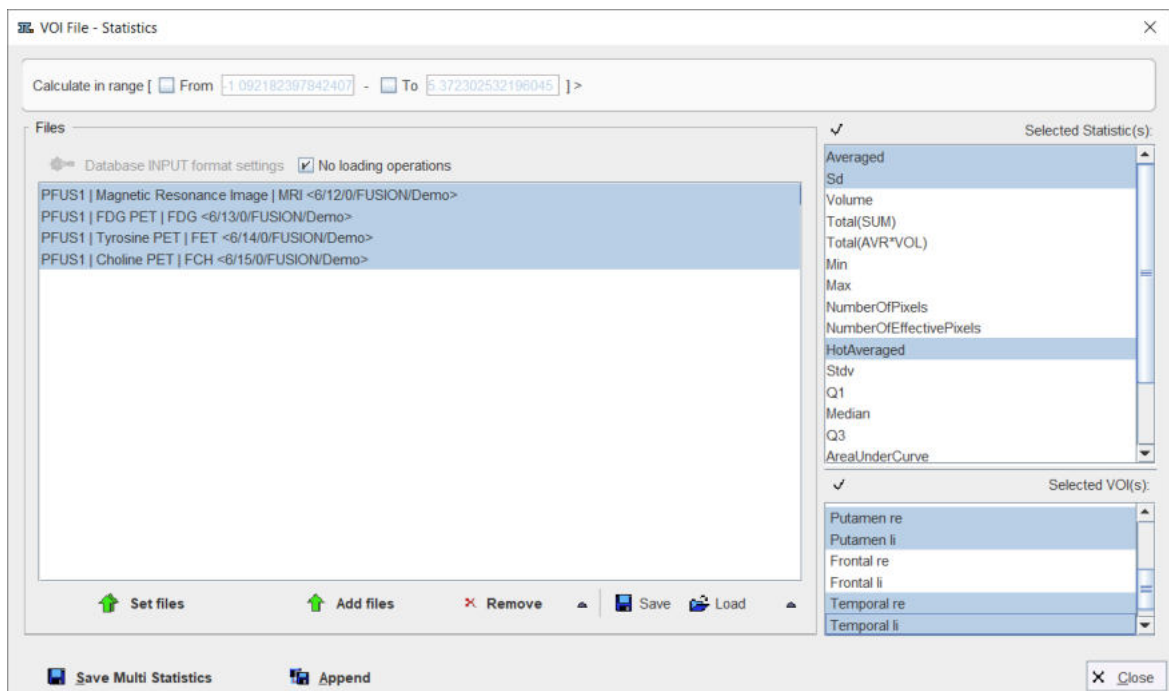 VOI File - Statistics
Calculate in range [ From -1 092182397842407 - To 5.372302532196045 ] >
Files
Database INPUT format settings No loading operations
PFUS1 | Magnetic Resonance Image | MRI <6/12/0/FUSION/Demo>
PFUS1 | FDG PET | FDG <6/13/0/FUSION/Demo>
PFUS1 | Tyrosine PET | FET <6/14/0/FUSION/Demo>
PFUS1 | Choline PET | FCH <6/15/0/FUSION/Demo>
Set files Add files Remove Save Load
Selected Statistic(s):
Averaged
Sd
Volume
Total(SUM)
Total(AVR*VOL)
Min
Max
NumberOfPixels
NumberOfEffectivePixels
HotAveraged
Stdv
Q1
Median
Q3
AreaUnderCurve
Selected VOI(s):
Putamen re
Putamen li
Frontal re
Frontal li
Temporal re
Temporal li
Save Multi Statistics Append Close